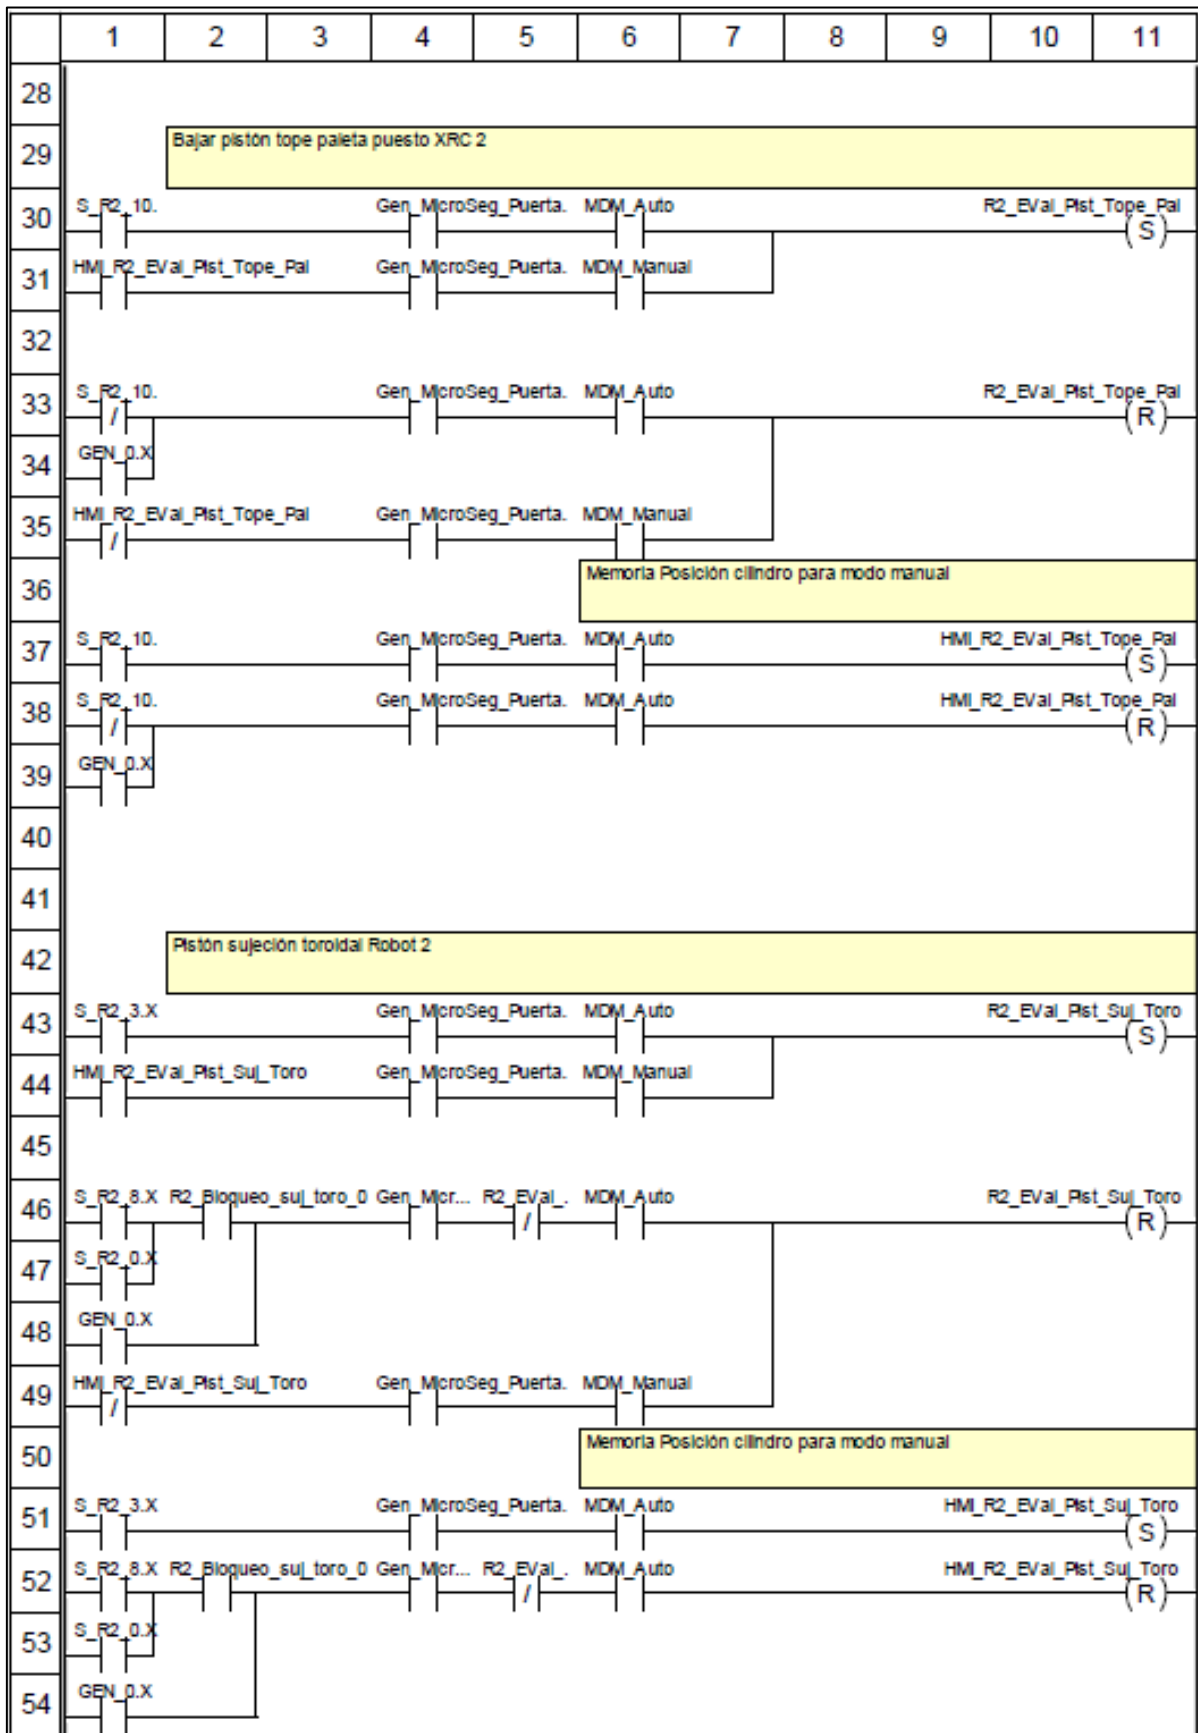 1 2 3 4 5 6 7 8 9 10 11
28
29 Bajar pistón tope paleta puesto XRC 2
S_R2_10. Gen_MicroSeg_Puerta. MDM_Auto R2_EVal_Pist_Tope_Pal
30 (S)
HMI_R2_EVal_Pist_Tope_Pal Gen_MicroSeg_Puerta. MDM_Manual
31
32
S_R2_10. Gen_MicroSeg_Puerta. MDM_Auto R2_EVal_Pist_Tope_Pal
33 / (R)
GEN_0.X
34
HMI_R2_EVal_Pist_Tope_Pal Gen_MicroSeg_Puerta. MDM_Manual
35 /
36 Memoria Posición cilindro para modo manual
S_R2_10. Gen_MicroSeg_Puerta. MDM_Auto HMI_R2_EVal_Pist_Tope_Pal
37 (S)
S_R2_10. Gen_MicroSeg_Puerta. MDM_Auto HMI_R2_EVal_Pist_Tope_Pal
38 / (R)
GEN_0.X
39
40
41
42 Pistón sujeción toroidal Robot 2
S_R2_3.X Gen_MicroSeg_Puerta. MDM_Auto R2_EVal_Pist_Suj_Toro
43 (S)
HMI_R2_EVal_Pist_Suj_Toro Gen_MicroSeg_Puerta. MDM_Manual
44
45
S_R2_8.X R2_Bloqueo_suj_toro_0 Gen_Micr... R2_EVal_. MDM_Auto R2_EVal_Pist_Suj_Toro
46 / (R)
S_R2_0.X
47
GEN_0.X
48
HMI_R2_EVal_Pist_Suj_Toro Gen_MicroSeg_Puerta. MDM_Manual
49 /
50 Memoria Posición cilindro para modo manual
S_R2_3.X Gen_MicroSeg_Puerta. MDM_Auto HMI_R2_EVal_Pist_Suj_Toro
51 (S)
S_R2_8.X R2_Bloqueo_suj_toro_0 Gen_Micr... R2_EVal_. MDM_Auto HMI_R2_EVal_Pist_Suj_Toro
52 / (R)
S_R2_0.X
53
GEN_0.X
54